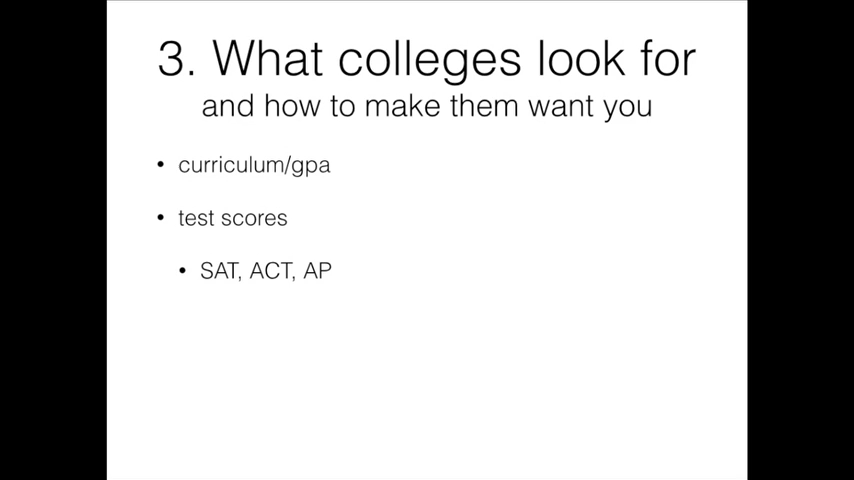 3. What colleges look for
and how to make them want you
• curriculum/gpa
• test scores
• SAT, ACT, AP